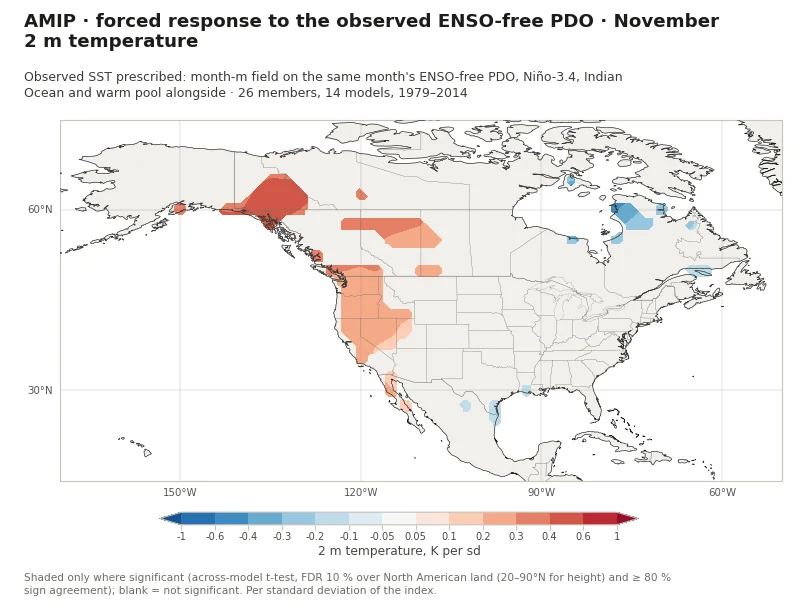 AMIP · forced response to the observed ENSO-free PDO · November
2 m temperature
Observed SST prescribed: month-m field on the same month's ENSO-free PDO, Niño-3.4, Indian
Ocean and warm pool alongside · 26 members, 14 models, 1979–2014
60°N
30°N
150°W 120°W 90°W 60°W
-1 -0.6 -0.4 -0.3 -0.2 -0.1 -0.05 0.05 0.1 0.2 0.3 0.4 0.6 1
2 m temperature, K per sd
Shaded only where significant (across-model t-test, FDR 10 % over North American land (20–90°N for height) and ≥ 80 %
sign agreement); blank = not significant. Per standard deviation of the index.